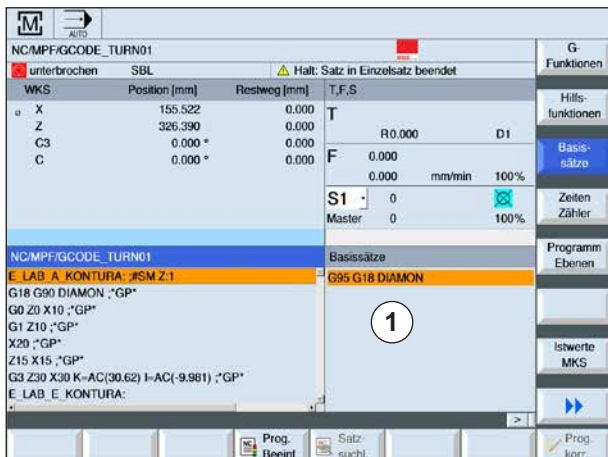 M
AUTO
NC/MPF/GCODE_TURN01
unterbrochen SBL
Halt: Satz in Einzelsatz beendet
WKS Position [mm] Restweg [mm]
X 155.522 0.000
Z 326.390 0.000
C3 0.000 ° 0.000
C 0.000 ° 0.000
T,F,S
T
R0.000 D1
F 0.000
0.000 mm/min 100%
S1 0
Master 0 100%
NC/MPF/GCODE_TURN01
E_LAB_A_KONTURA: ;#SM Z:1
G18 G90 DIAMON ;*GP*
G0 Z0 X10 ;*GP*
G1 Z10 ;*GP*
X20 ;*GP*
Z15 X15 ;*GP*
G3 Z30 X30 K=AC(30.62) I=AC(-9.981) ;*GP*
E_LAB_E_KONTURA:
Basissätze
G95 G18 DIAMON
1
G-
Funktionen
Hilfs-
funktionen
Basis-
sätze
Zeiten
Zähler
Programm
Ebenen
Istwerte
MKS
>
Prog.
Beeinf.
Satz-
suchl.
Prog.
korr.